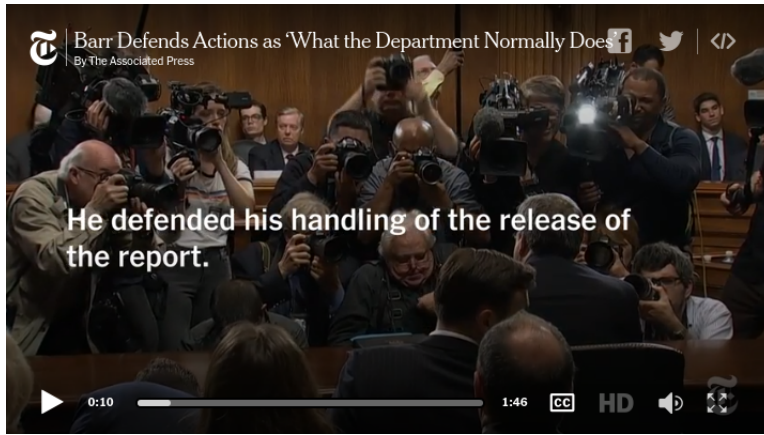 Barr Defends Actions as ‘What the Department Normally Does’
By The Associated Press
He defended his handling of the release of
the report.
0:10
1:46
CC
HD